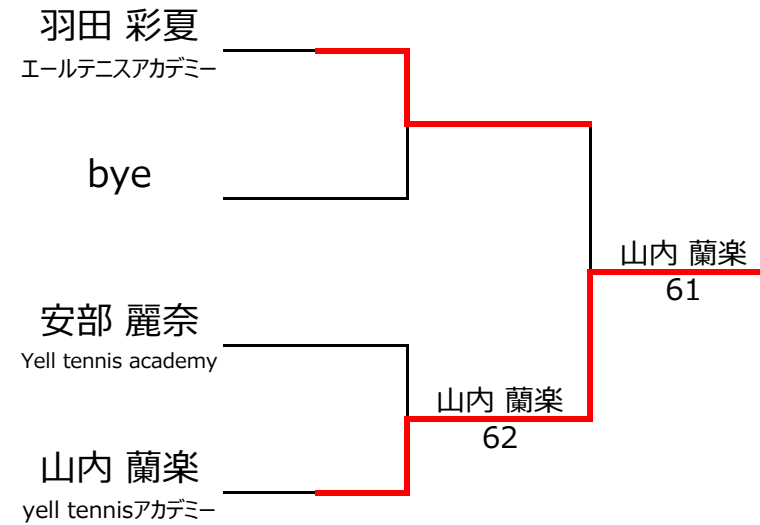 羽田 彩夏
エールテニスアカデミー
bye
安部 麗奈
Yell tennis academy
山内 蘭楽
yell tennisアカデミー
山内 蘭楽
62
山内 蘭楽
61